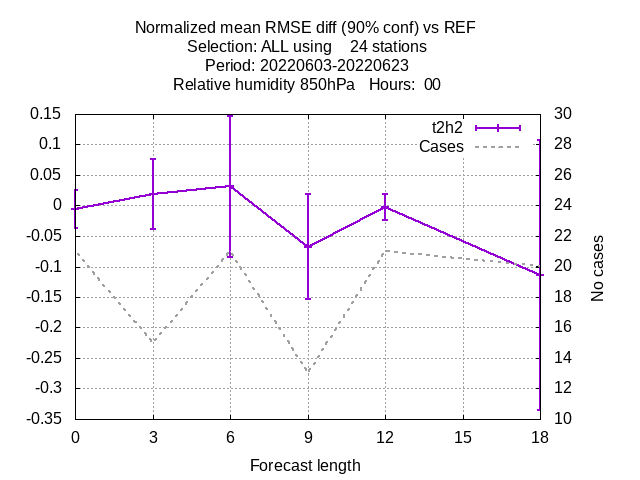 Normalized mean RMSE diff (90% conf) vs REF
Selection: ALL using 24 stations
Period: 20220603-20220623
Relative humidity 850hPa Hours: 00
t2h2
Cases
0.15
0.1
0.05
0
-0.05
-0.1
-0.15
-0.2
-0.25
-0.3
-0.35
30
28
26
24
22
20
18
16
14
12
10
No cases
0 3 6 9 12 15 18
Forecast length